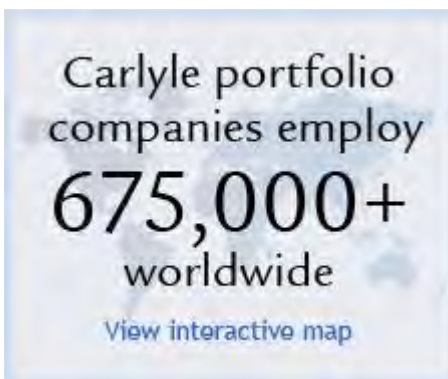 Carlyle portfolio
companies employ
675,000+
worldwide
View interactive map